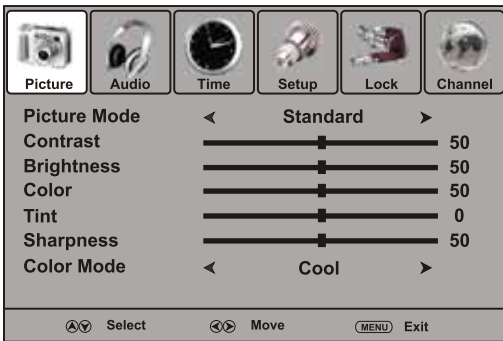 Picture Audio Time Setup Lock Channel
Picture Mode Standard
Contrast 50
Brightness 50
Color 50
Tint 0
Sharpness 50
Color Mode Cool
Select Move MENU Exit